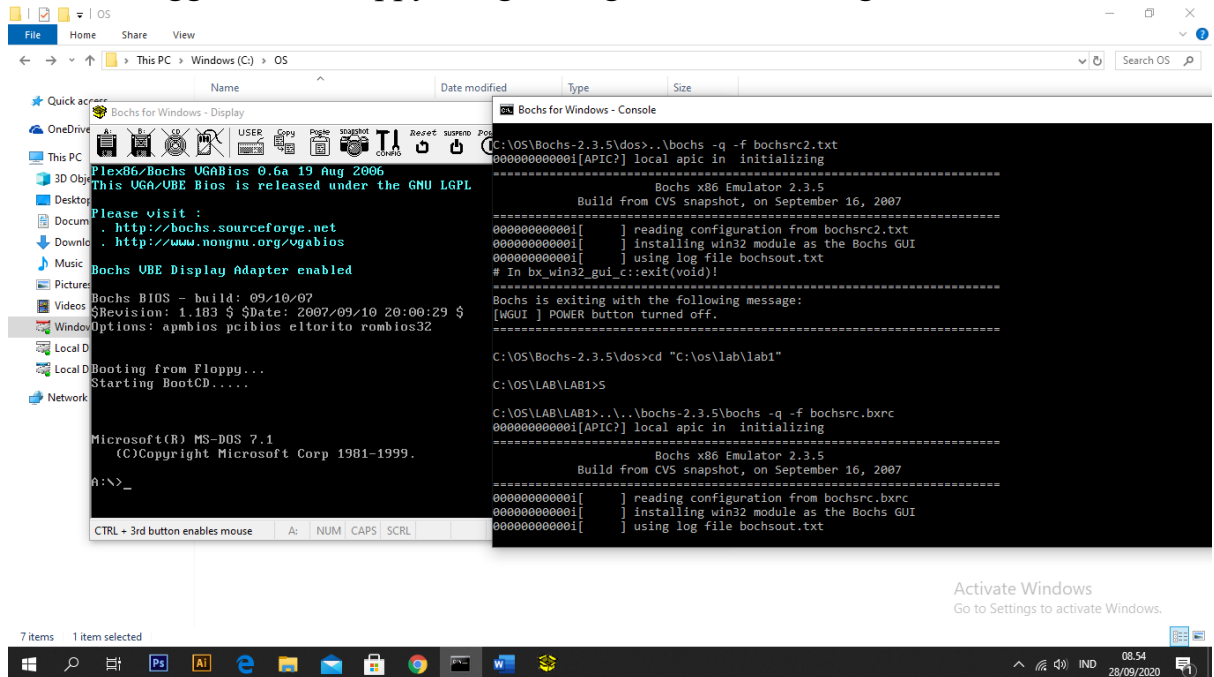 OS
File Home Share View
This PC > Windows (C:) > OS
Search OS
Name Date modified Type Size
Quick access
OneDrive
This PC
3D Obje
Desktop
Docum
Downlo
Music
Pictures
Videos
Window
Local D
Local D
Network
Bochs for Windows - Display
A: B: CD USER Copy Paste snapshot CONFIG Reset SUSPEND
Plex86/Bochs VGABios 0.6a 19 Aug 2006
This VGA/VBE Bios is released under the GNU LGPL
Please visit :
. http://bochs.sourceforge.net
. http://www.nongnu.org/vgabios
Bochs VBE Display Adapter enabled
Bochs BIOS - build: 09/10/07
$Revision: 1.183 $ $Date: 2007/09/10 20:00:29 $
Options: apmbios pcibios eltorito rombios32
Booting from Floppy...
Starting BootCD.....
Microsoft(R) MS-DOS 7.1
(C)Copyright Microsoft Corp 1981-1999.
A:\>_
CTRL + 3rd button enables mouse A: NUM CAPS SCRL
Bochs for Windows - Console
C:\OS\Bochs-2.3.5\dos>..\bochs -q -f bochsrc2.txt
00000000000i[APIC?] local apic in initializing
========================================================================
Bochs x86 Emulator 2.3.5
Build from CVS snapshot, on September 16, 2007
========================================================================
00000000000i[     ] reading configuration from bochsrc2.txt
00000000000i[     ] installing win32 module as the Bochs GUI
00000000000i[     ] using log file bochsout.txt
# In bx_win32_gui_c::exit(void)!
========================================================================
Bochs is exiting with the following message:
[WGUI ] POWER button turned off.
========================================================================
C:\OS\Bochs-2.3.5\dos>cd "C:\os\lab\lab1"
C:\OS\LAB\LAB1>S
C:\OS\LAB\LAB1>..\..\bochs-2.3.5\bochs -q -f bochsrc.bxrc
00000000000i[APIC?] local apic in initializing
========================================================================
Bochs x86 Emulator 2.3.5
Build from CVS snapshot, on September 16, 2007
========================================================================
00000000000i[     ] reading configuration from bochsrc.bxrc
00000000000i[     ] installing win32 module as the Bochs GUI
00000000000i[     ] using log file bochsout.txt
Activate Windows
Go to Settings to activate Windows.
7 items 1 item selected
Ps Ai IND 08.54
28/09/2020